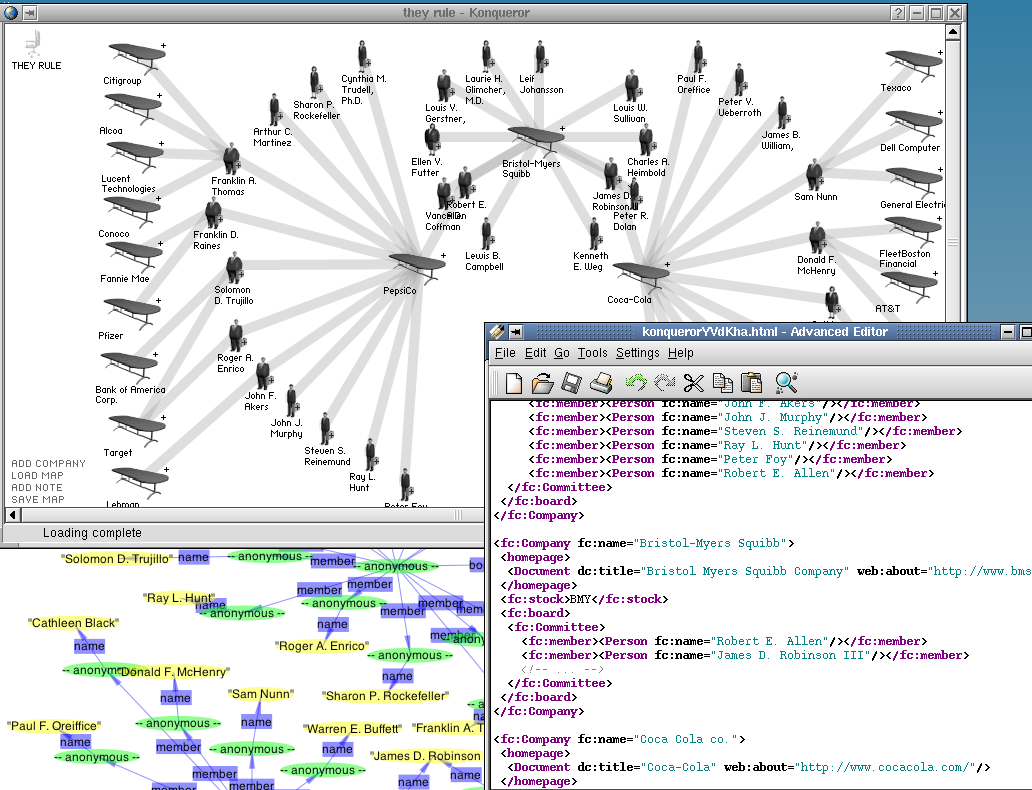 they rule - Konqueror
THEY RULE
Citigroup
Alcoa
Lucent
Technologies
Conoco
Fannie Mae
Pfizer
Bank of America
Corp.
Target
Lehman
ADD COMPANY
LOAD MAP
ADD NOTE
SAVE MAP
Cynthia M.
Trudell,
Ph.D.
Sharon P.
Rockefeller
Arthur C.
Martinez
Franklin A.
Thomas
Franklin D.
Raines
Solomon
D. Trujillo
Roger A.
Enrico
John F.
Akers
John J.
Murphy
Steven S.
Reinemund
Ray L.
Hunt
Peter Foy
PepsiCo
Laurie H.
Glimcher,
M.D.
Leif
Johansson
Louis V.
Gerstner,
Ellen V.
Futter
Robert E.
Allen
Vance D.
Coffman
Lewis B.
Campbell
Bristol-Myers
Squibb
Louis W.
Sullivan
Charles A.
Heimbold
James D.
Robinson III
Peter R.
Dolan
Kenneth
E. Weg
Coca-Cola
Paul F.
Oreffice
Peter V.
Ueberroth
James B.
William,
Sam Nunn
Donald F.
McHenry
Texaco
Dell Computer
General Electric
FleetBoston
Financial
AT&T
Loading complete
konquerorYVdKha.html - Advanced Editor
File Edit Go Tools Settings Help
<fc:member><Person fc:name="John F. Akers"/></fc:member>
<fc:member><Person fc:name="John J. Murphy"/></fc:member>
<fc:member><Person fc:name="Steven S. Reinemund"/></fc:member>
<fc:member><Person fc:name="Ray L. Hunt"/></fc:member>
<fc:member><Person fc:name="Peter Foy"/></fc:member>
<fc:member><Person fc:name="Robert E. Allen"/></fc:member>
</fc:Committee>
</fc:board>
</fc:Company>
<fc:Company fc:name="Bristol-Myers Squibb">
<homepage>
<Document dc:title="Bristol Myers Squibb Company" web:about="http://www.bms
</homepage>
<fc:stock>BMY</fc:stock>
<fc:board>
<fc:Committee>
<fc:member><Person fc:name="Robert E. Allen"/></fc:member>
<fc:member><Person fc:name="James D. Robinson III"/></fc:member>
<!-- ... -->
</fc:Committee>
</fc:board>
</fc:Company>
<fc:Company fc:name="Coca Cola co.">
<homepage>
<Document dc:title="Coca-Cola" web:about="http://www.cocacola.com/"/>
</homepage>
"Solomon D. Trujillo" name -- anonymous -- member -- anonymous -- bo
"Ray L. Hunt" name -- anonymous -- member member
-- anonymous -- member member mem
"Cathleen Black" name member anony
name "Roger A. Enrico" -- anonymous --
-- anonym "Donald F. McHenry" name
name "Sam Nunn" "Sharon P. Rockefeller"
"Paul F. Oreiffice" -- anonymous -- name "Warren E. Buffett" "Franklin A. T
name member -- anonymous -- name "James D. Robinson
-- anonymous -- member -- anonymous -- name name
member member